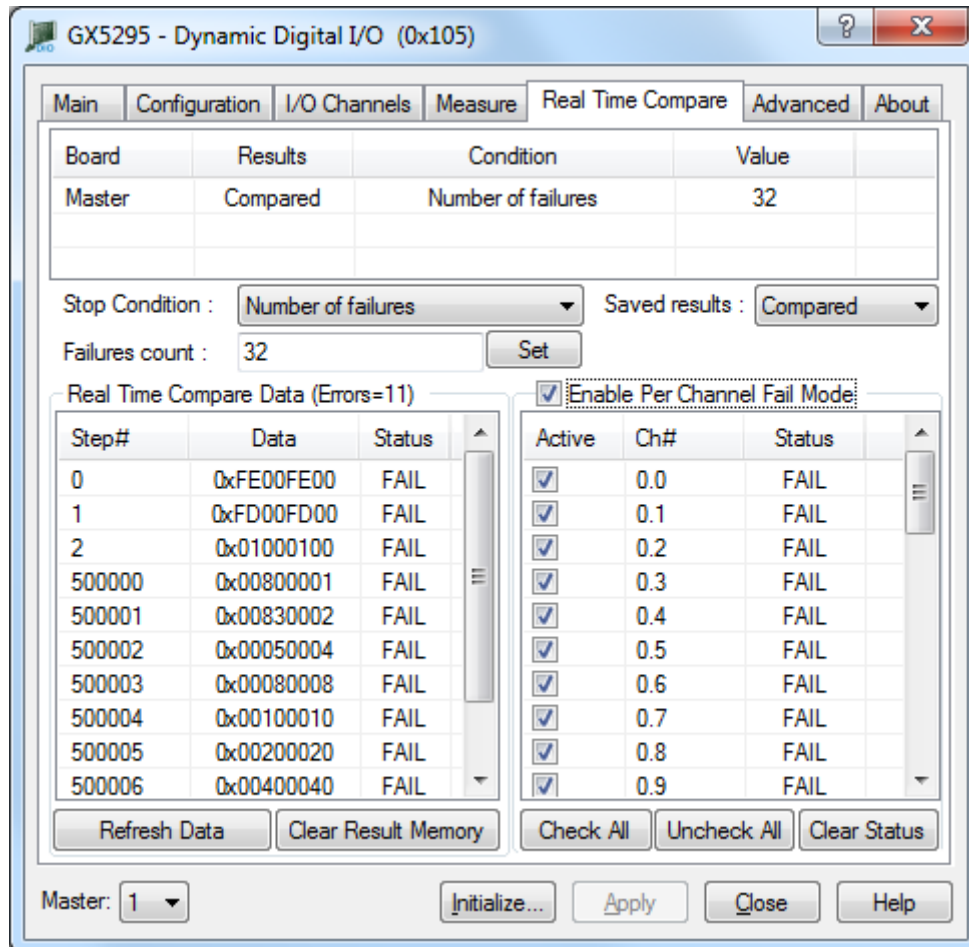 GX5295 - Dynamic Digital I/O (0x105)
Main Configuration I/O Channels Measure Real Time Compare Advanced About
Board Results Condition Value
Master Compared Number of failures 32
Stop Condition : Number of failures Saved results : Compared
Failures count : 32 Set
Real Time Compare Data (Errors=11) Enable Per Channel Fail Mode
Step# Data Status Active Ch# Status
0 0xFE00FE00 FAIL 0.0 FAIL
1 0xFD00FD00 FAIL 0.1 FAIL
2 0x01000100 FAIL 0.2 FAIL
500000 0x00800001 FAIL 0.3 FAIL
500001 0x00830002 FAIL 0.4 FAIL
500002 0x00050004 FAIL 0.5 FAIL
500003 0x00080008 FAIL 0.6 FAIL
500004 0x00100010 FAIL 0.7 FAIL
500005 0x00200020 FAIL 0.8 FAIL
500006 0x00400040 FAIL 0.9 FAIL
Refresh Data Clear Result Memory Check All Uncheck All Clear Status
Master: 1 Initialize... Apply Close Help